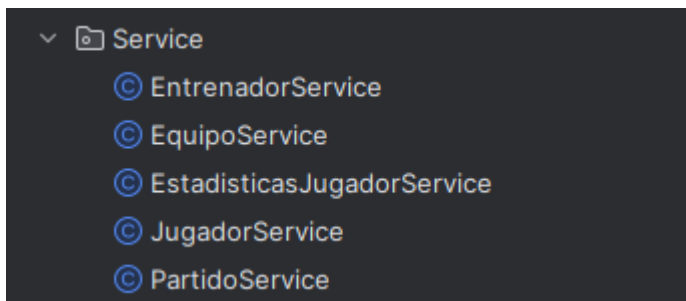 Service
EntrenadorService
EquipoService
EstadisticasJugadorService
JugadorService
PartidoService